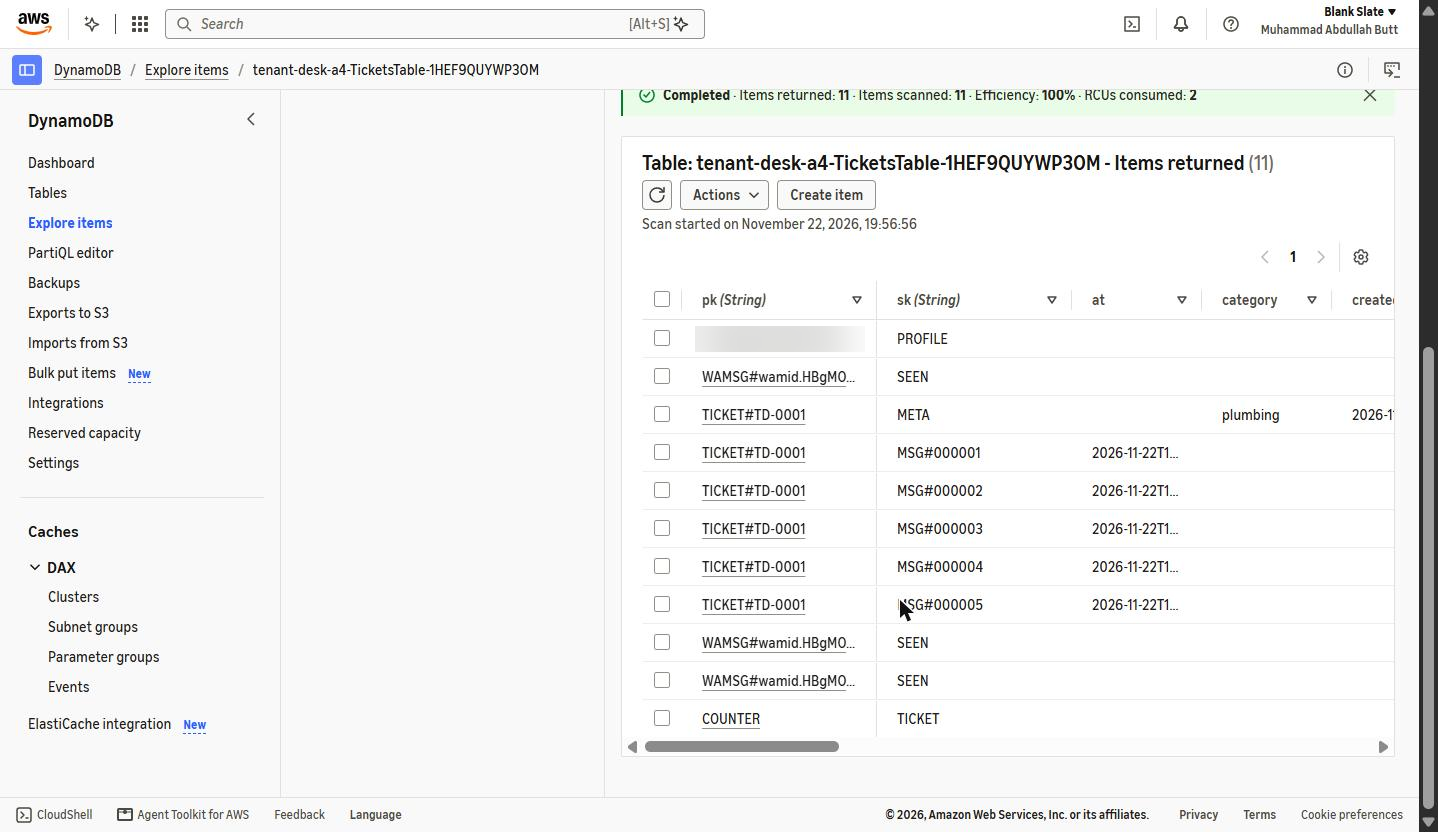 aws
Search [Alt+S]
Blank Slate
Muhammad Abdullah Butt
DynamoDB / Explore items / tenant-desk-a4-TicketsTable-1HEF9QUYWP3OM
DynamoDB
Dashboard
Tables
Explore items
PartiQL editor
Backups
Exports to S3
Imports from S3
Bulk put items New
Integrations
Reserved capacity
Settings
Caches
DAX
Clusters
Subnet groups
Parameter groups
Events
ElastiCache integration New
Completed · Items returned: 11 · Items scanned: 11 · Efficiency: 100% · RCUs consumed: 2
Table: tenant-desk-a4-TicketsTable-1HEF9QUYWP3OM - Items returned (11)
Actions Create item
Scan started on November 22, 2026, 19:56:56
1
pk (String) sk (String) at category create
PROFILE
WAMSG#wamid.HBgMO... SEEN
TICKET#TD-0001 META plumbing 2026-11
TICKET#TD-0001 MSG#000001 2026-11-22T1...
TICKET#TD-0001 MSG#000002 2026-11-22T1...
TICKET#TD-0001 MSG#000003 2026-11-22T1...
TICKET#TD-0001 MSG#000004 2026-11-22T1...
TICKET#TD-0001 MSG#000005 2026-11-22T1...
WAMSG#wamid.HBgMO... SEEN
WAMSG#wamid.HBgMO... SEEN
COUNTER TICKET
CloudShell Agent Toolkit for AWS Feedback Language
© 2026, Amazon Web Services, Inc. or its affiliates. Privacy Terms Cookie preferences